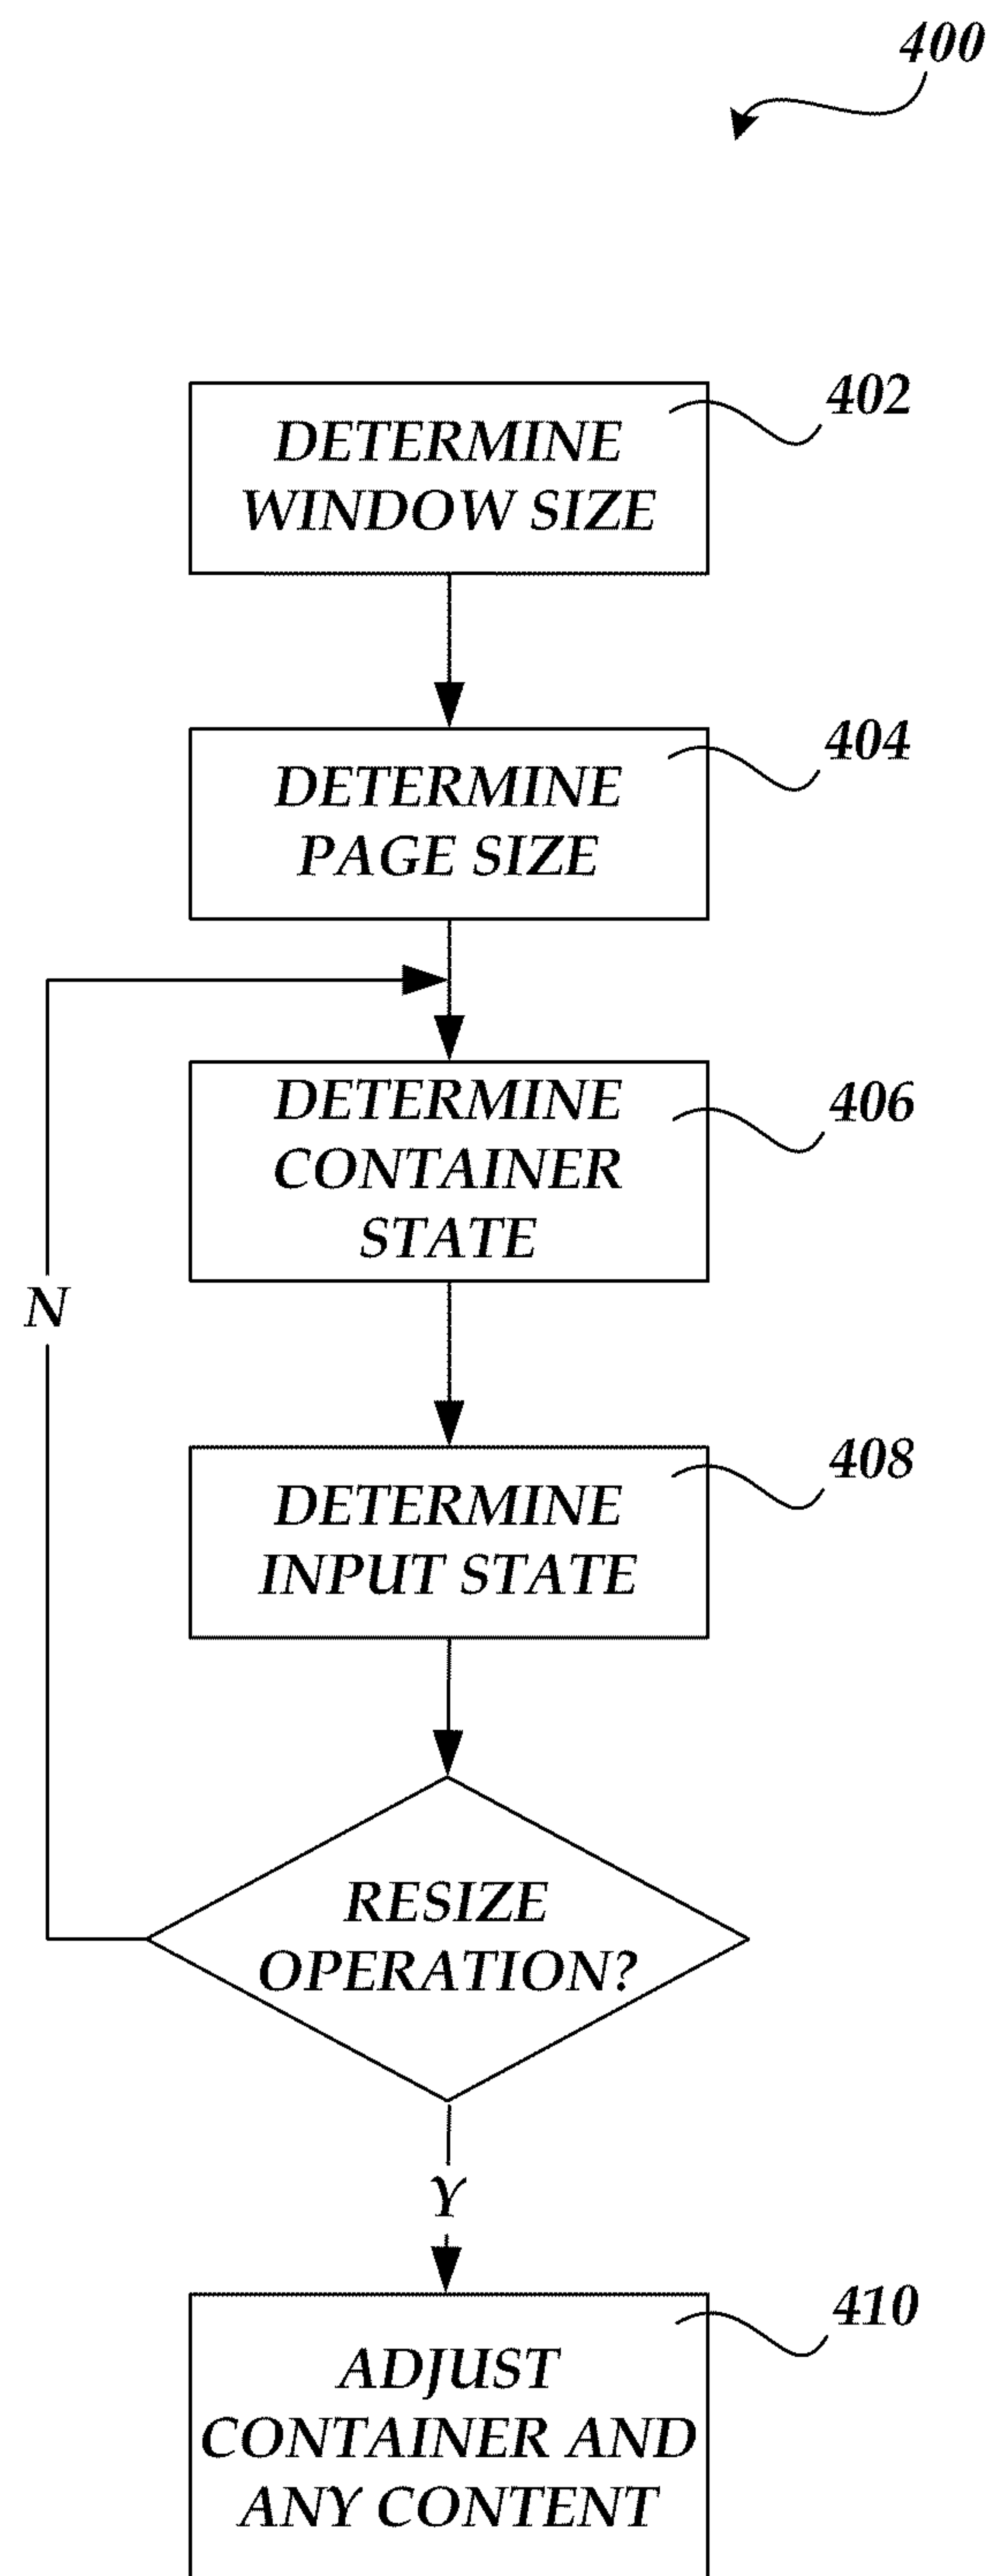 400
402
DETERMINE
WINDOW SIZE
404
DETERMINE
PAGE SIZE
406
DETERMINE
CONTAINER
STATE
N
408
DETERMINE
INPUT STATE
RESIZE
OPERATION?
Y
410
ADJUST
CONTAINER AND
ANY CONTENT